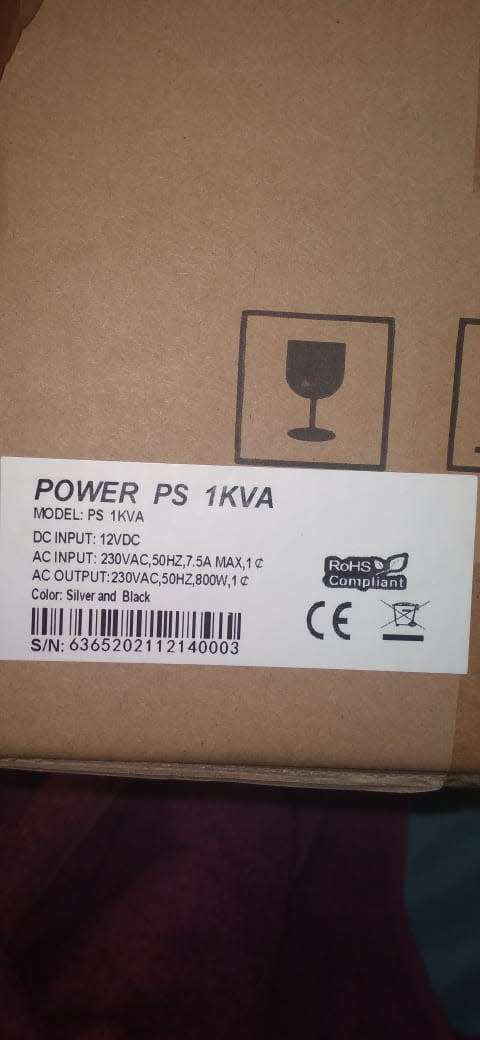 POWER PS 1KVA
MODEL: PS 1KVA
DC INPUT: 12VDC
AC INPUT: 230VAC,50HZ,7.5A MAX,1¢
AC OUTPUT:230VAC,50HZ,800W,1¢
Color: Silver and Black
S/N: 6365202112140003
RoHS
Compliant
CE